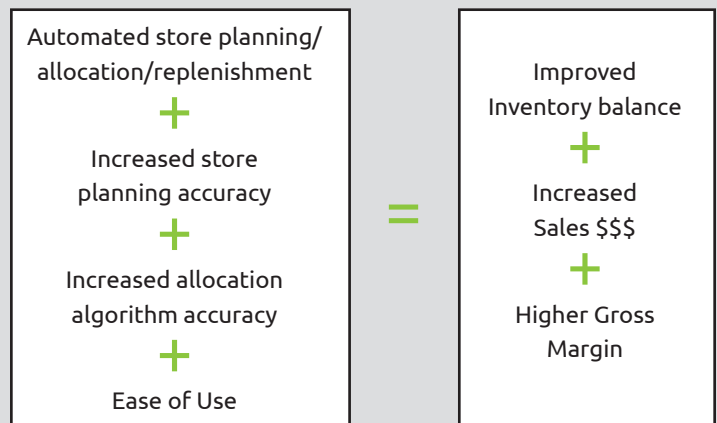 Automated store planning/
allocation/replenishment
+
Increased store
planning accuracy
+
Increased allocation
algorithm accuracy
+
Ease of Use
=
Improved
Inventory balance
+
Increased
Sales $$$
+
Higher Gross
Margin